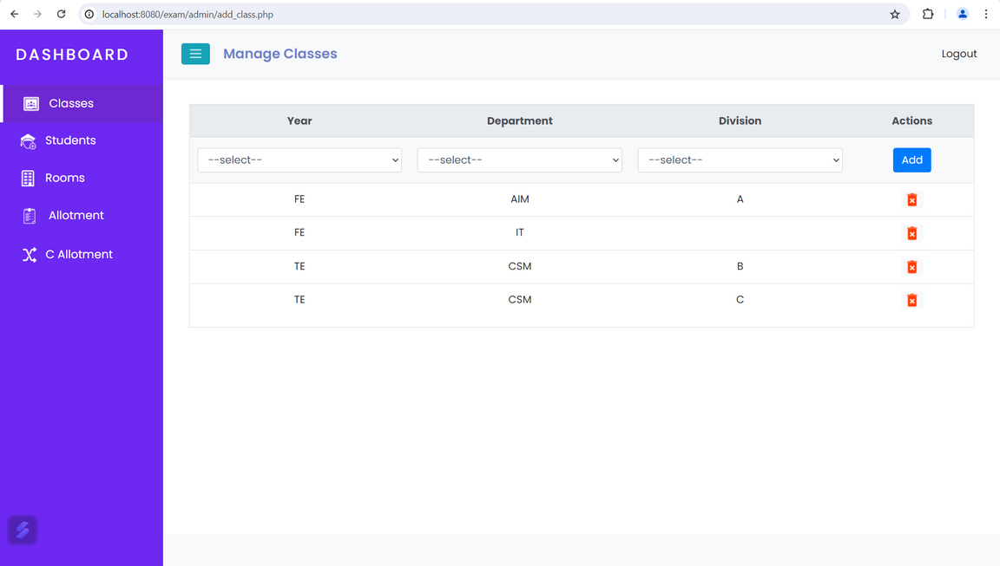 localhost:8080/exam/admin/add_class.php
DASHBOARD
Manage Classes
Logout
Classes
Students
Rooms
Allotment
C Allotment
Year Department Division Actions
--select-- --select-- --select-- Add
FE AIM A
FE IT
TE CSM B
TE CSM C